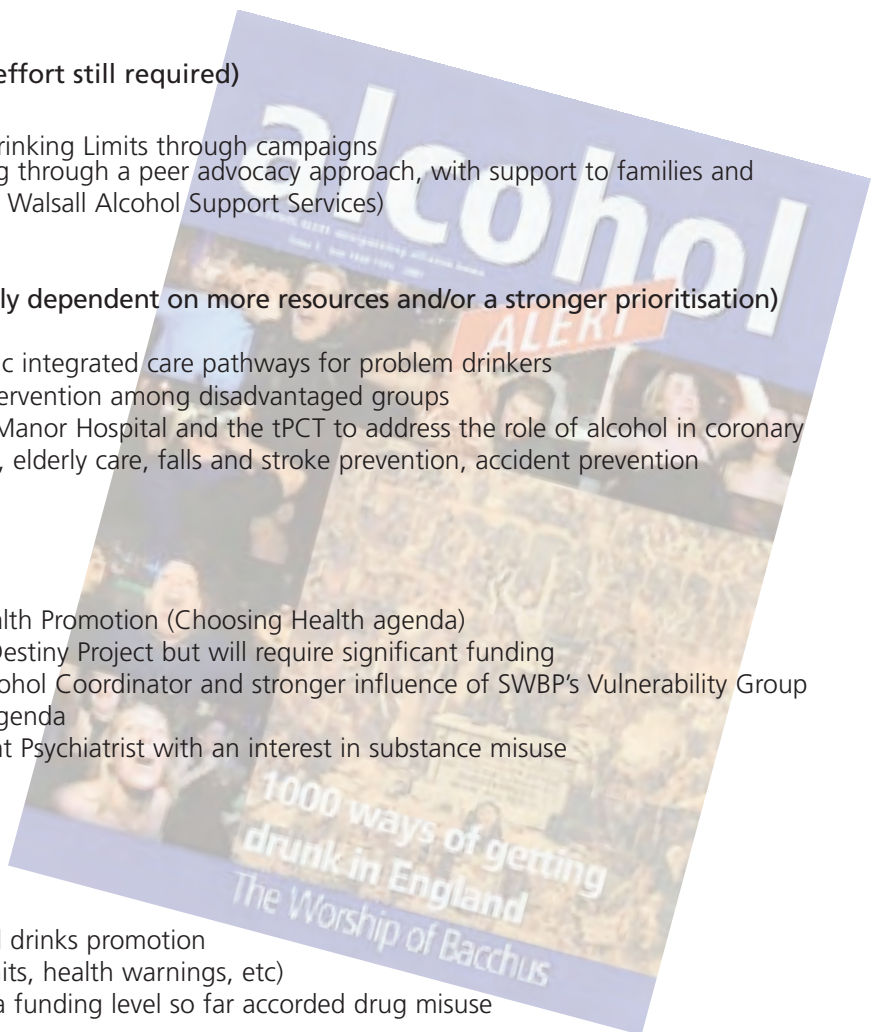 effort still required)
rinking Limits through campaigns
g through a peer advocacy approach, with support to families and
Walsall Alcohol Support Services)
ly dependent on more resources and/or a stronger prioritisation)
c integrated care pathways for problem drinkers
ervention among disadvantaged groups
Manor Hospital and the tPCT to address the role of alcohol in coronary
, elderly care, falls and stroke prevention, accident prevention
alth Promotion (Choosing Health agenda)
Destiny Project but will require significant funding
ohol Coordinator and stronger influence of SWBP's Vulnerability Group
genda
nt Psychiatrist with an interest in substance misuse
d drinks promotion
nits, health warnings, etc)
a funding level so far accorded drug misuse
alcohol
ALERT
1000 ways of getting
drunk in England
The Worship of Bacchus